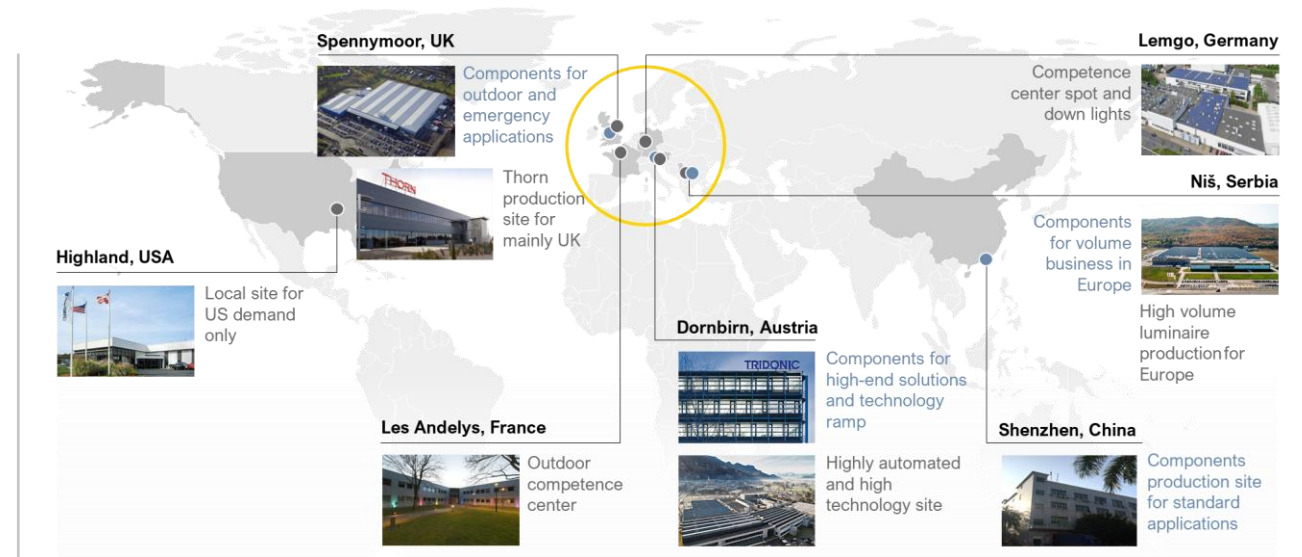 Spennymoor, UK
Components for
outdoor and
emergency
applications
THORN
Thorn
production
site for
mainly UK
Lemgo, Germany
Competence
center spot and
down lights
Niš, Serbia
Components
for volume
business in
Europe
High volume
luminaire
production for
Europe
Highland, USA
Local site for
US demand
only
Dornbirn, Austria
TRIDONIC
Components for
high-end solutions
and technology
ramp
Highly automated
and high
technology site
Les Andelys, France
Outdoor
competence
center
Shenzhen, China
Components
production site
for standard
applications